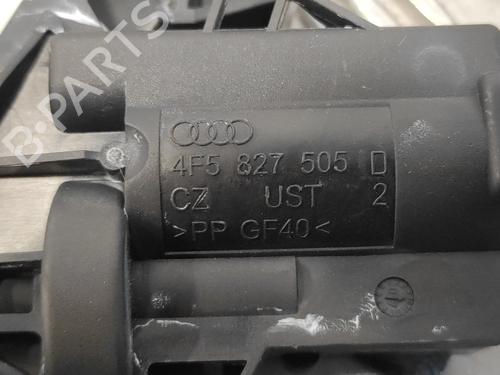 B-PARTS
4F5 827 505 D
CZ UST 2
>PP GF40<